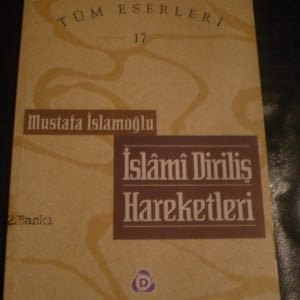 TÜM ESERLERİ
17
Mustafa İslamoğlu
İslâmî Diriliş
Hareketleri
2. Baskı
D